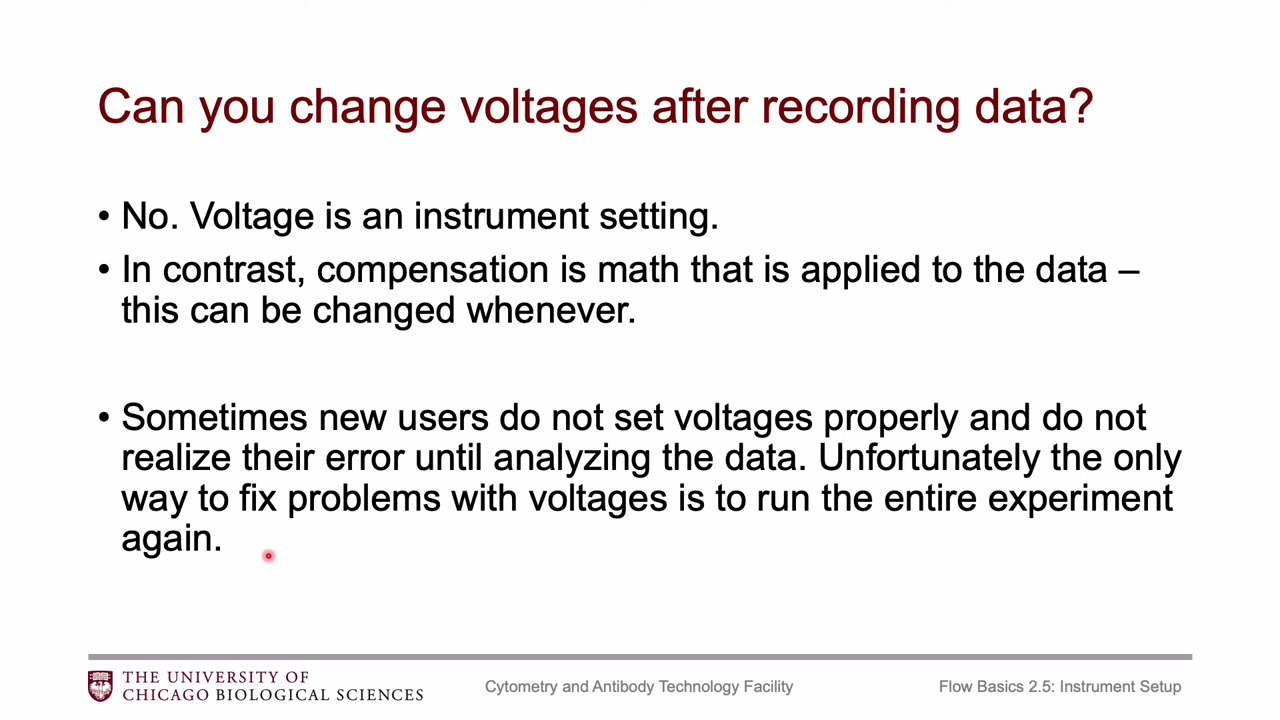 Can you change voltages after recording data?
• No. Voltage is an instrument setting.
• In contrast, compensation is math that is applied to the data –
this can be changed whenever.
• Sometimes new users do not set voltages properly and do not
realize their error until analyzing the data. Unfortunately the only
way to fix problems with voltages is to run the entire experiment
again.
THE UNIVERSITY OF
CHICAGO BIOLOGICAL SCIENCES
Cytometry and Antibody Technology Facility
Flow Basics 2.5: Instrument Setup